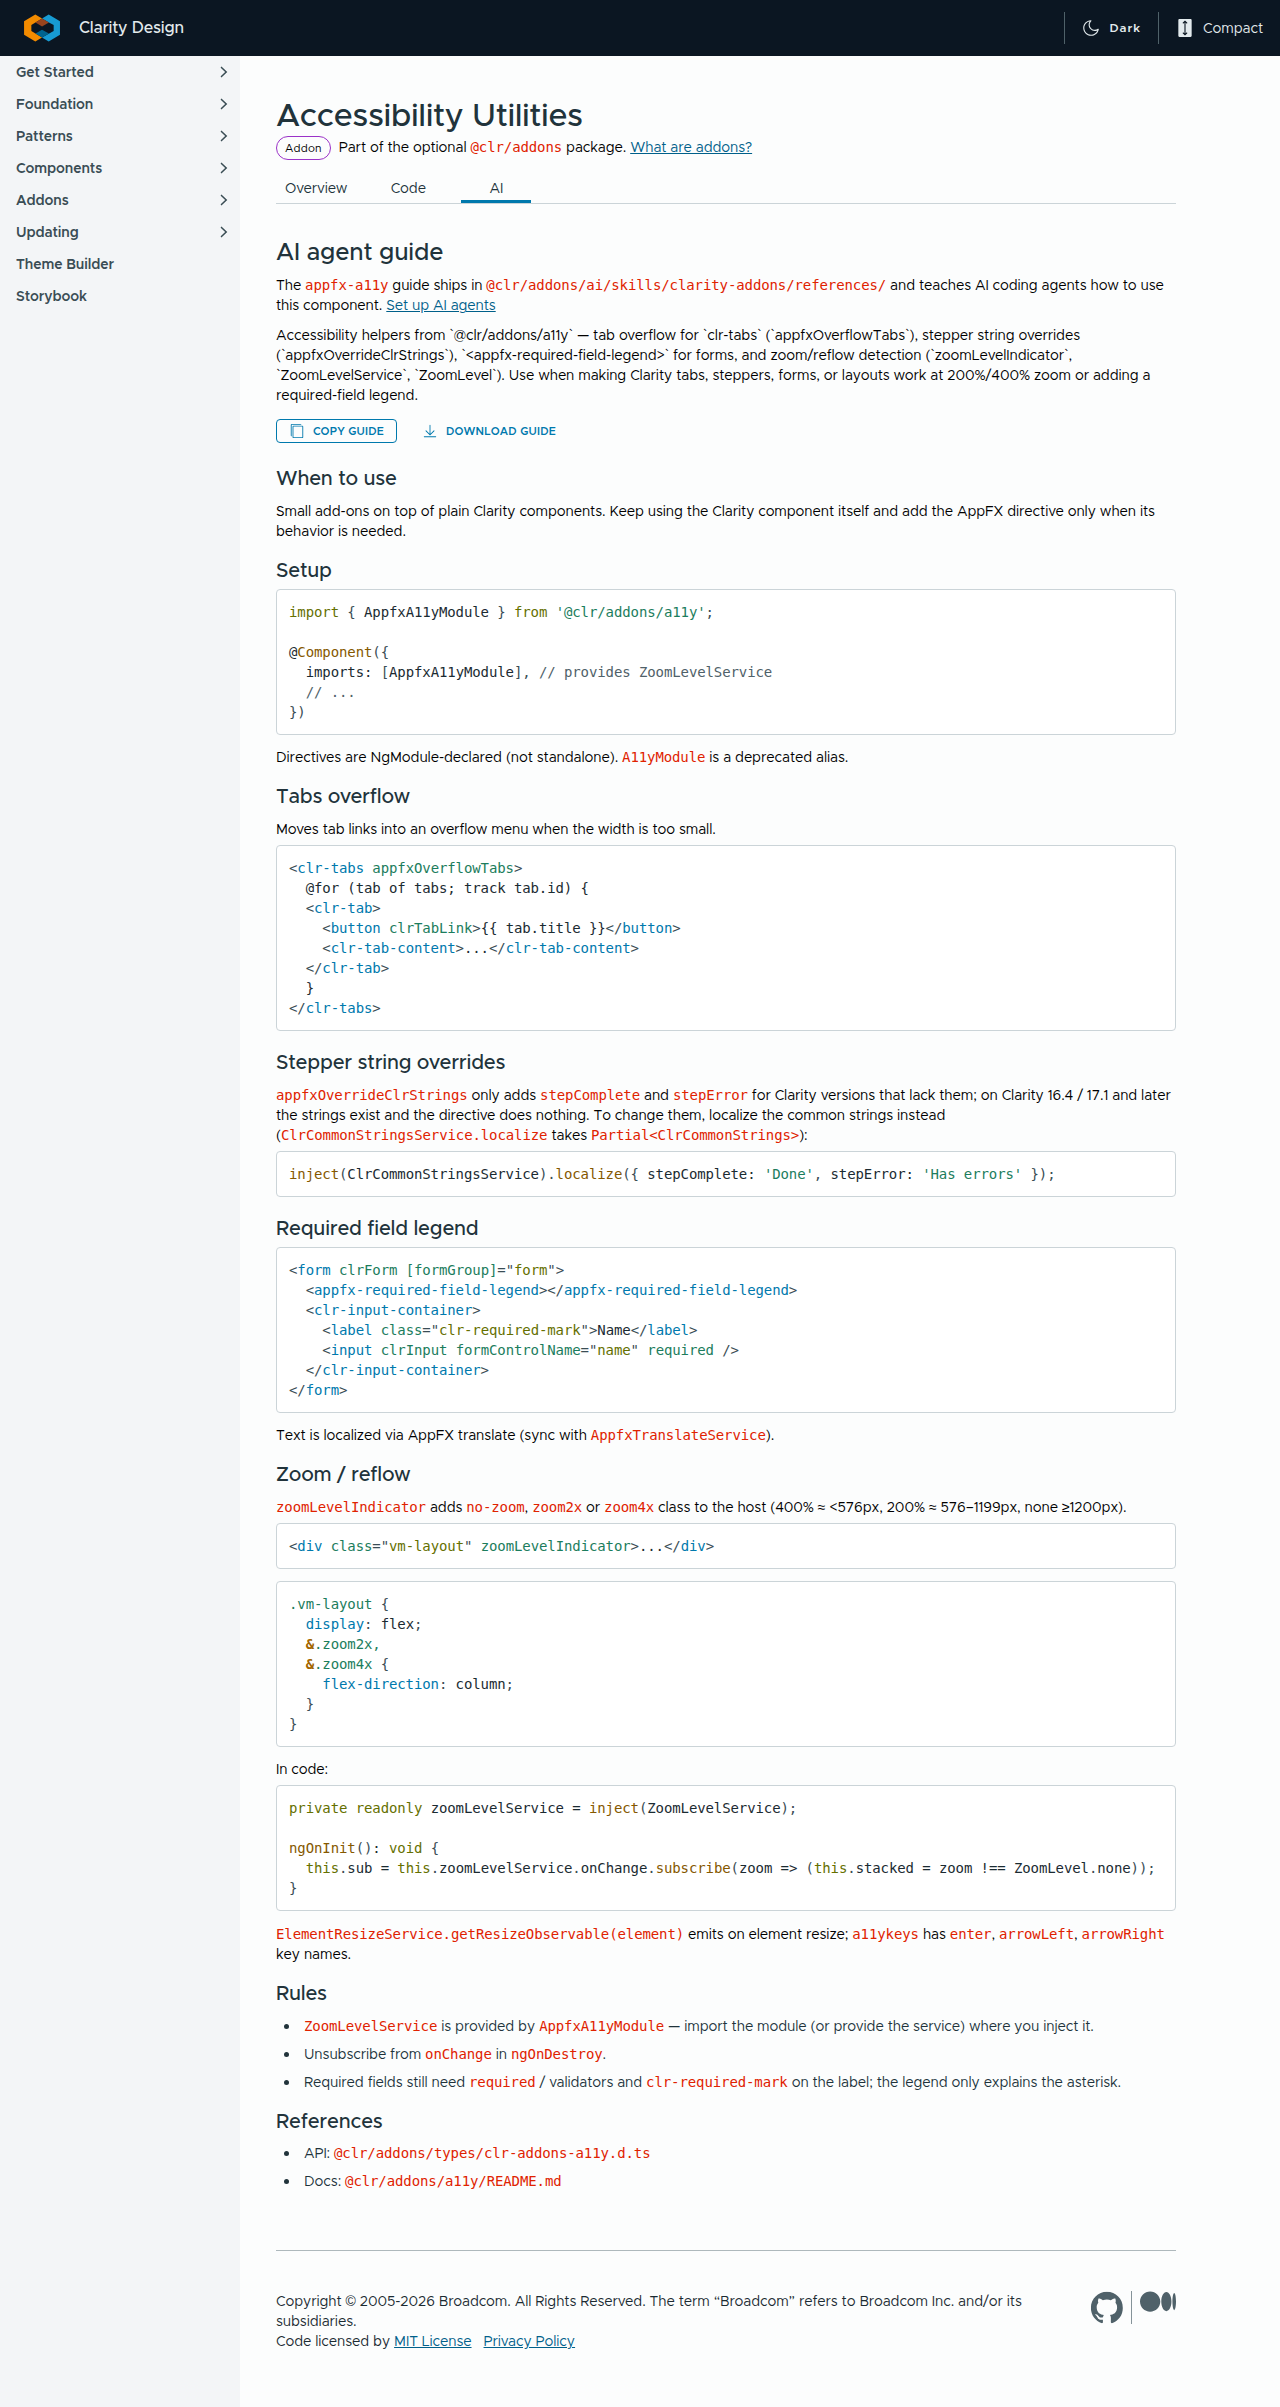 Clarity Design
Dark
Compact
Get Started
Foundation
Patterns
Components
Addons
Updating
Theme Builder
Storybook
Accessibility Utilities
Addon Part of the optional @clr/addons package. What are addons?
Overview Code AI
AI agent guide
The appfx-a11y guide ships in @clr/addons/ai/skills/clarity-addons/references/ and teaches AI coding agents how to use
this component. Set up AI agents
Accessibility helpers from `@clr/addons/a11y` — tab overflow for `clr-tabs` (`appfxOverflowTabs`), stepper string overrides
(`appfxOverrideClrStrings`), `<appfx-required-field-legend>` for forms, and zoom/reflow detection (`zoomLevelIndicator`,
`ZoomLevelService`, `ZoomLevel`). Use when making Clarity tabs, steppers, forms, or layouts work at 200%/400% zoom or adding a
required-field legend.
COPY GUIDE DOWNLOAD GUIDE
When to use
Small add-ons on top of plain Clarity components. Keep using the Clarity component itself and add the AppFX directive only when its
behavior is needed.
Setup
import { AppfxA11yModule } from '@clr/addons/a11y';
@Component({
  imports: [AppfxA11yModule], // provides ZoomLevelService
  // ...
})
Directives are NgModule-declared (not standalone). A11yModule is a deprecated alias.
Tabs overflow
Moves tab links into an overflow menu when the width is too small.
<clr-tabs appfxOverflowTabs>
  @for (tab of tabs; track tab.id) {
  <clr-tab>
    <button clrTabLink>{{ tab.title }}</button>
    <clr-tab-content>...</clr-tab-content>
  </clr-tab>
  }
</clr-tabs>
Stepper string overrides
appfxOverrideClrStrings only adds stepComplete and stepError for Clarity versions that lack them; on Clarity 16.4 / 17.1 and later
the strings exist and the directive does nothing. To change them, localize the common strings instead
(ClrCommonStringsService.localize takes Partial<ClrCommonStrings>):
inject(ClrCommonStringsService).localize({ stepComplete: 'Done', stepError: 'Has errors' });
Required field legend
<form clrForm [formGroup]="form">
  <appfx-required-field-legend></appfx-required-field-legend>
  <clr-input-container>
    <label class="clr-required-mark">Name</label>
    <input clrInput formControlName="name" required />
  </clr-input-container>
</form>
Text is localized via AppFX translate (sync with AppfxTranslateService).
Zoom / reflow
zoomLevelIndicator adds no-zoom, zoom2x or zoom4x class to the host (400% ≈ <576px, 200% ≈ 576–1199px, none ≥1200px).
<div class="vm-layout" zoomLevelIndicator>...</div>
.vm-layout {
  display: flex;
  &.zoom2x,
  &.zoom4x {
    flex-direction: column;
  }
}
In code:
private readonly zoomLevelService = inject(ZoomLevelService);
ngOnInit(): void {
  this.sub = this.zoomLevelService.onChange.subscribe(zoom => (this.stacked = zoom !== ZoomLevel.none));
}
ElementResizeService.getResizeObservable(element) emits on element resize; a11ykeys has enter, arrowLeft, arrowRight
key names.
Rules
• ZoomLevelService is provided by AppfxA11yModule — import the module (or provide the service) where you inject it.
• Unsubscribe from onChange in ngOnDestroy.
• Required fields still need required / validators and clr-required-mark on the label; the legend only explains the asterisk.
References
• API: @clr/addons/types/clr-addons-a11y.d.ts
• Docs: @clr/addons/a11y/README.md
Copyright © 2005-2026 Broadcom. All Rights Reserved. The term “Broadcom” refers to Broadcom Inc. and/or its
subsidiaries.
Code licensed by MIT License Privacy Policy